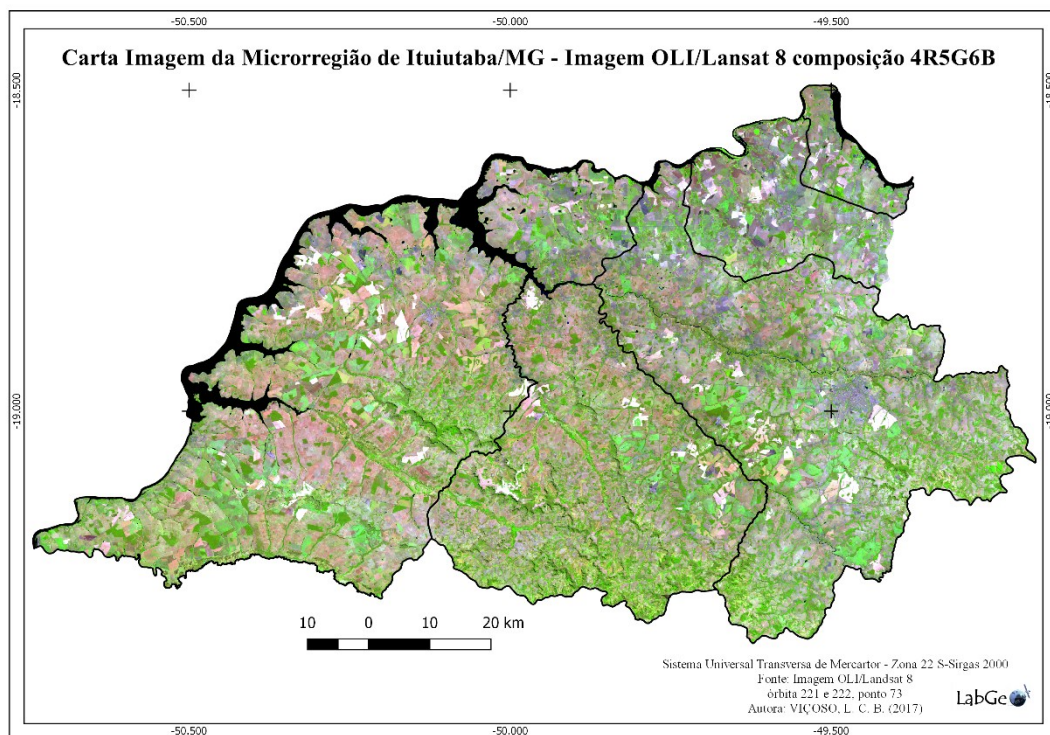 -50.500 -50.000 -49.500
Carta Imagem da Microrregião de Ituiutaba/MG - Imagem OLI/Lansat 8 composição 4R5G6B
-18.500 -18.500
-19.000 -19.000
10 0 10 20 km
Sistema Universal Transversa de Mercartor - Zona 22 S-Sirgas 2000
Fonte: Imagem OLI/Landsat 8
órbita 221 e 222, ponto 73
Autora: VIÇOSO, L. C. B. (2017)
LabGeo
-50.500 -50.000 -49.500